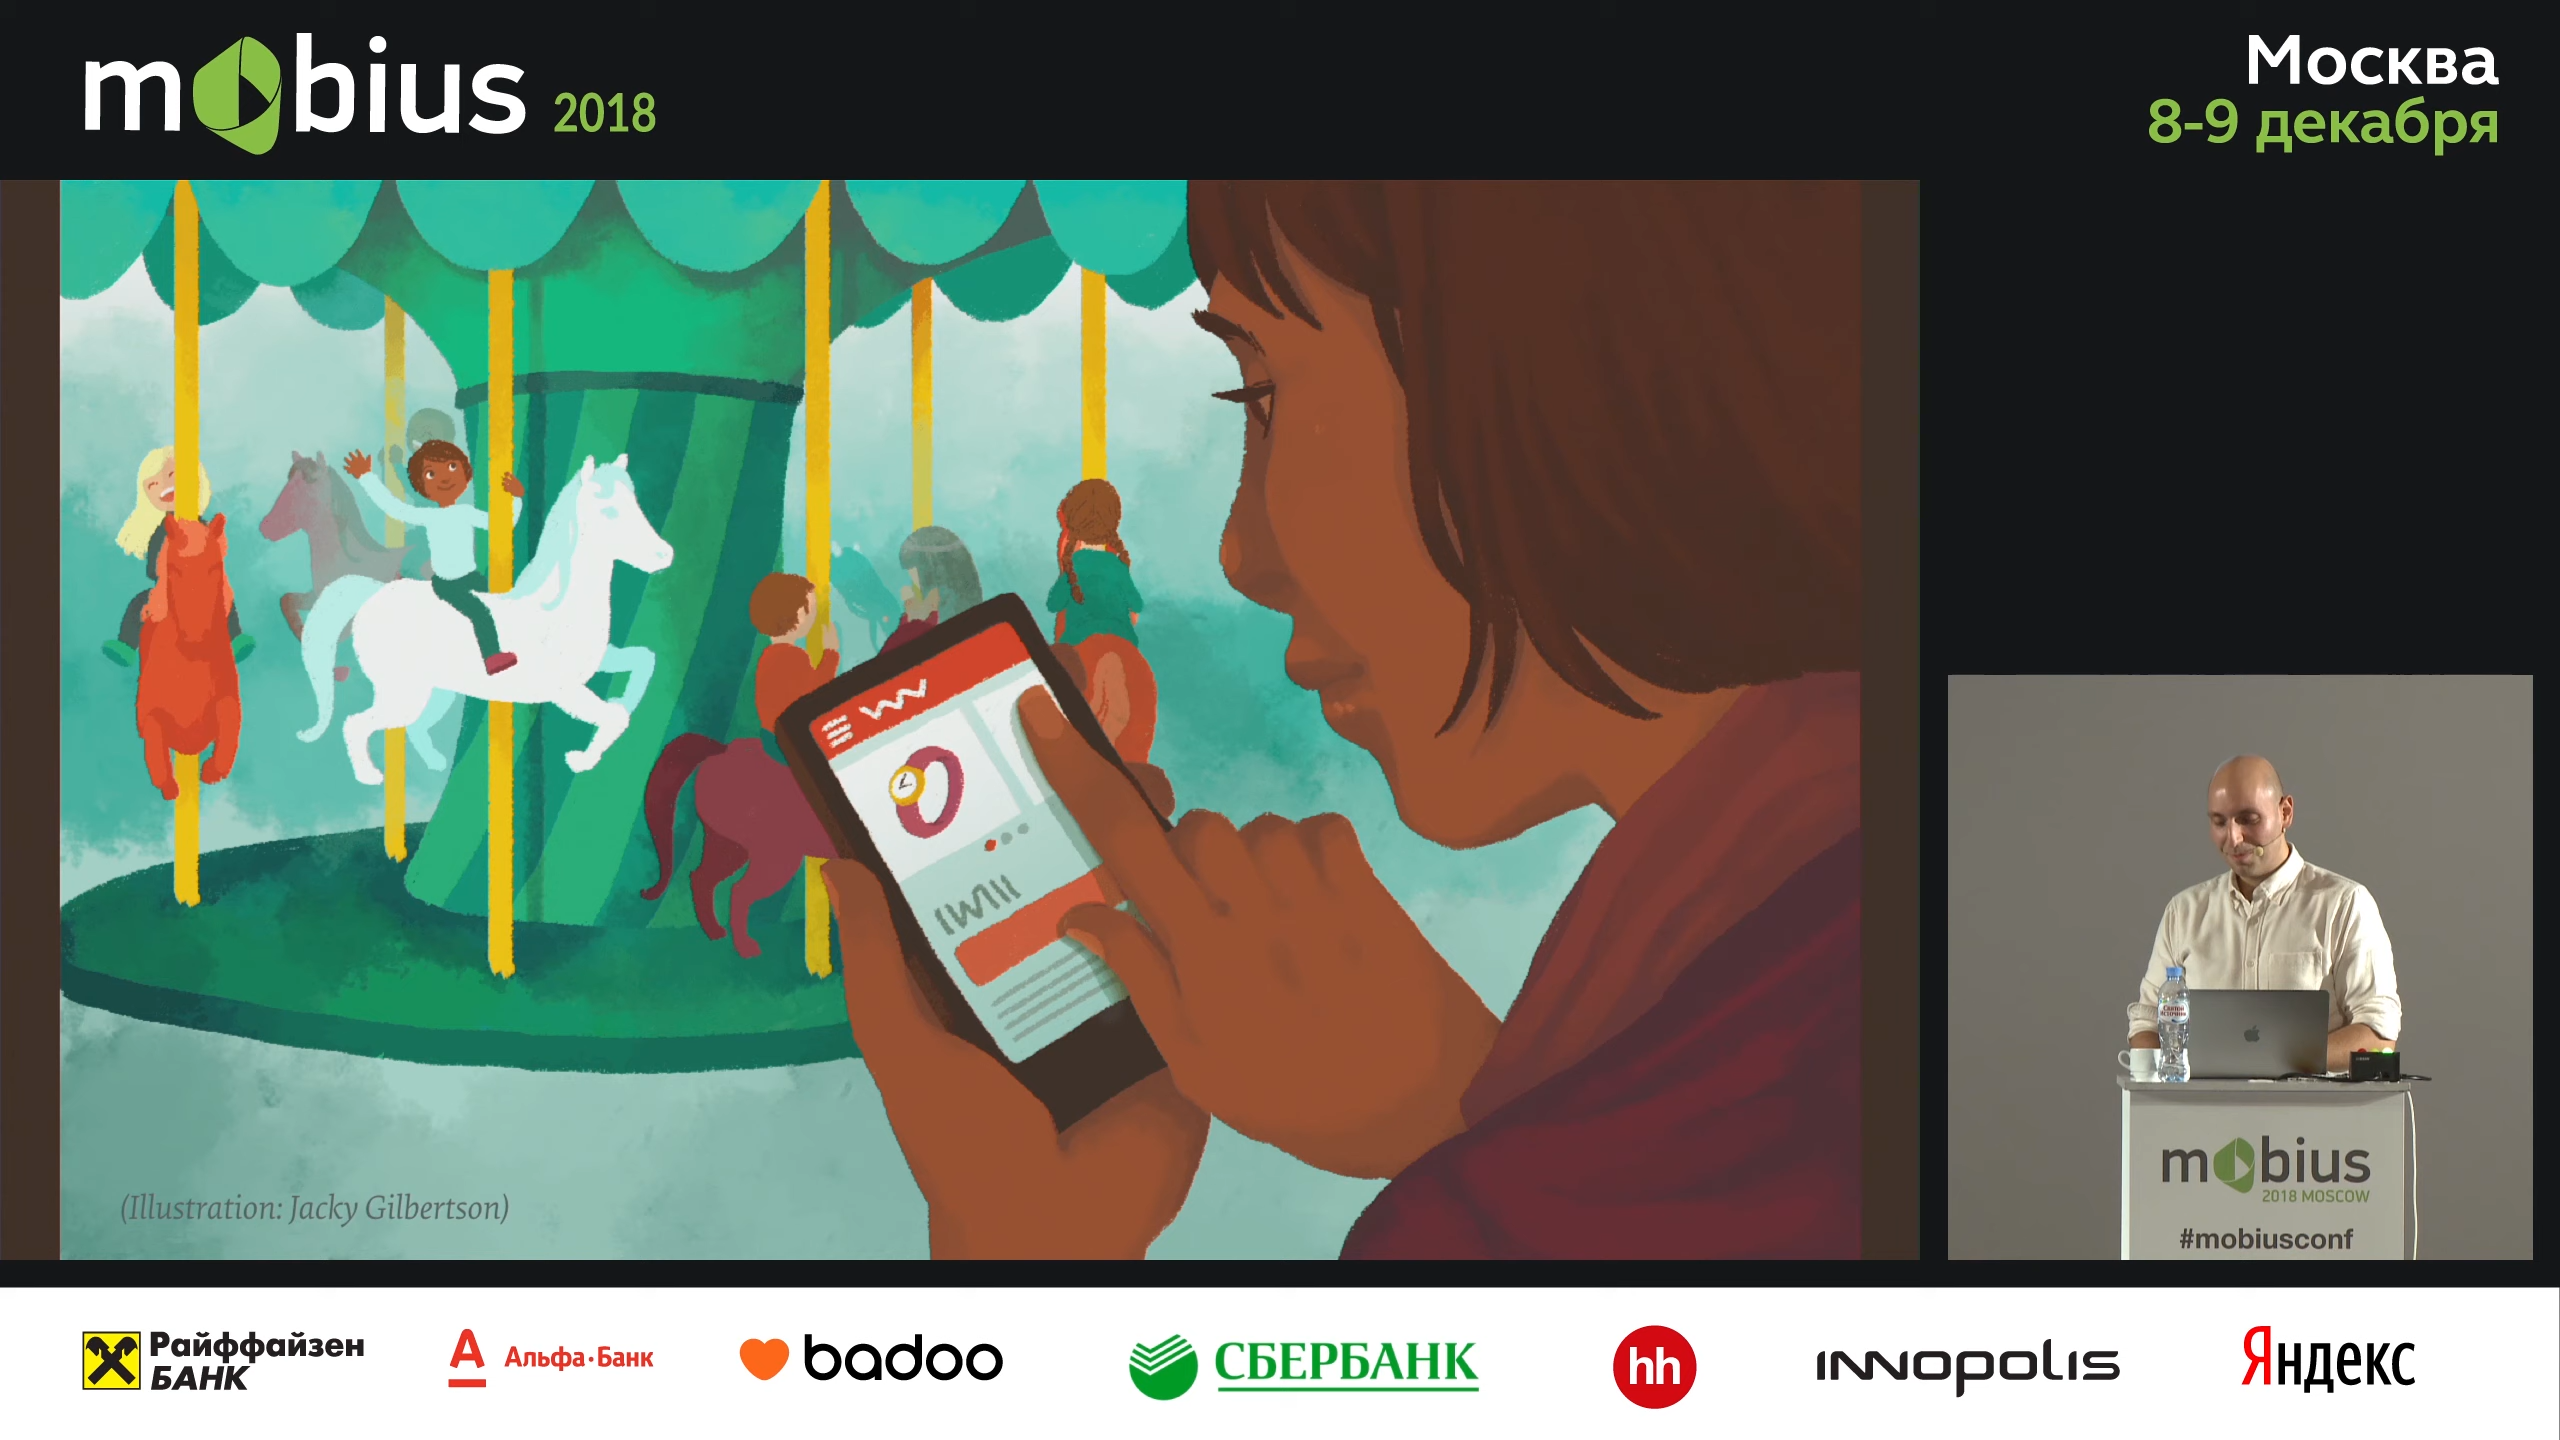 mobius 2018
Москва
8-9 декабря
(Illustration: Jacky Gilbertson)
mobius
2018 MOSCOW
#mobiusconf
Райффайзен
БАНК
А
Альфа·Банк
badoo
СБЕРБАНК
hh
INNOPOLIS
Яндекс